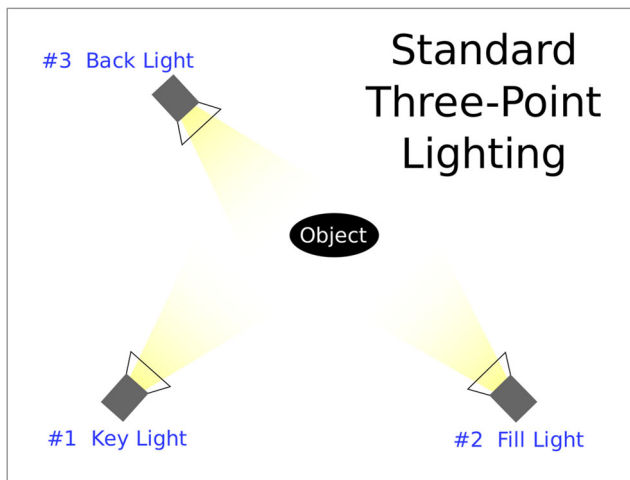 Standard
Three-Point
Lighting
#3 Back Light
Object
#1 Key Light
#2 Fill Light